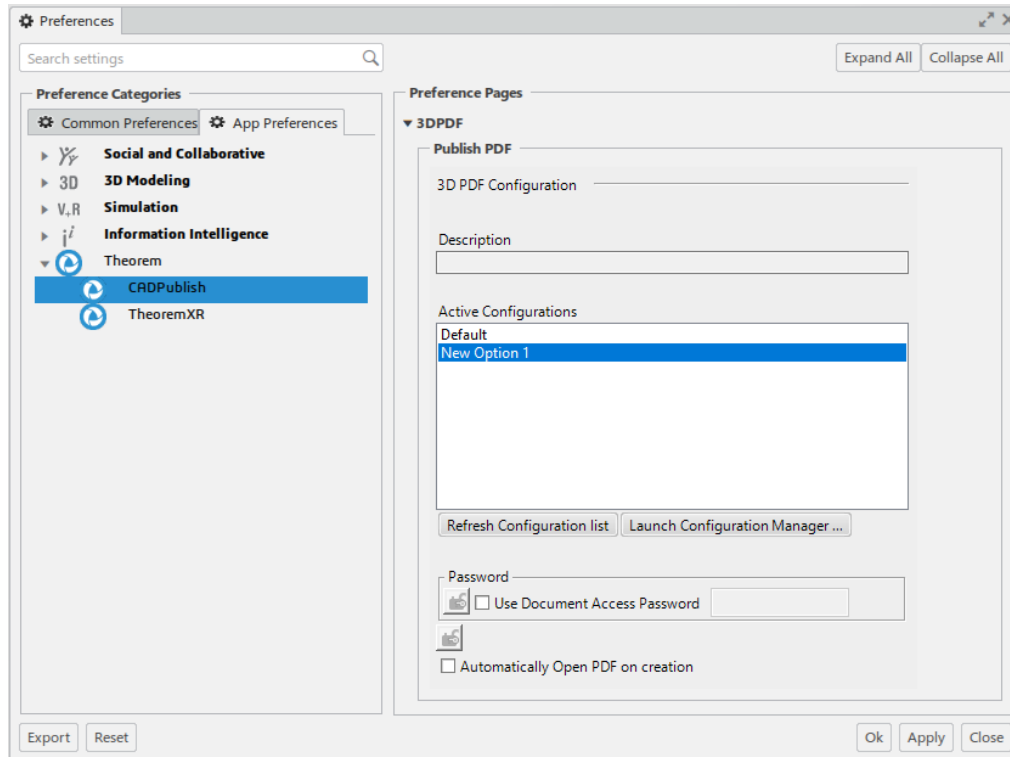 Preferences
Search settings
Expand All
Collapse All
Preference Categories
Common Preferences
App Preferences
Social and Collaborative
3D
3D Modeling
V+R
Simulation
i i
Information Intelligence
Theorem
CADPublish
TheoremXR
Preference Pages
3DPDF
Publish PDF
3D PDF Configuration
Description
Active Configurations
Default
New Option 1
Refresh Configuration list
Launch Configuration Manager ...
Password
Use Document Access Password
Automatically Open PDF on creation
Export
Reset
Ok
Apply
Close